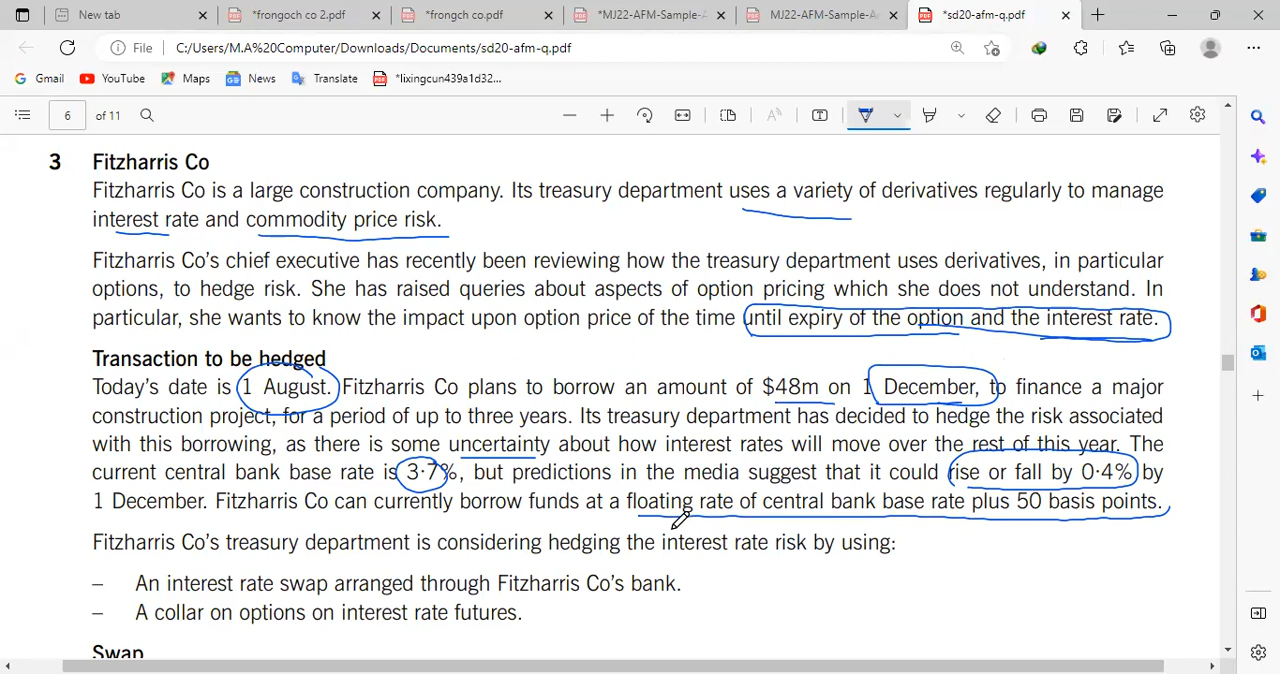 New tab
*frongoch co 2.pdf
*frongch co.pdf
*MJ22-AFM-Sample-A
MJ22-AFM-Sample-A
*sd20-afm-q.pdf
File
C:/Users/M.A%20Computer/Downloads/Documents/sd20-afm-q.pdf
Gmail
YouTube
Maps
News
Translate
*lixingcun439a1d32...
6 of 11
3 Fitzharris Co
Fitzharris Co is a large construction company. Its treasury department uses a variety of derivatives regularly to manage
interest rate and commodity price risk.
Fitzharris Co's chief executive has recently been reviewing how the treasury department uses derivatives, in particular
options, to hedge risk. She has raised queries about aspects of option pricing which she does not understand. In
particular, she wants to know the impact upon option price of the time until expiry of the option and the interest rate.
Transaction to be hedged
Today's date is 1 August. Fitzharris Co plans to borrow an amount of $48m on 1 December, to finance a major
construction project, for a period of up to three years. Its treasury department has decided to hedge the risk associated
with this borrowing, as there is some uncertainty about how interest rates will move over the rest of this year. The
current central bank base rate is 3·7%, but predictions in the media suggest that it could rise or fall by 0·4% by
1 December. Fitzharris Co can currently borrow funds at a floating rate of central bank base rate plus 50 basis points.
Fitzharris Co's treasury department is considering hedging the interest rate risk by using:
– An interest rate swap arranged through Fitzharris Co's bank.
– A collar on options on interest rate futures.
Swap